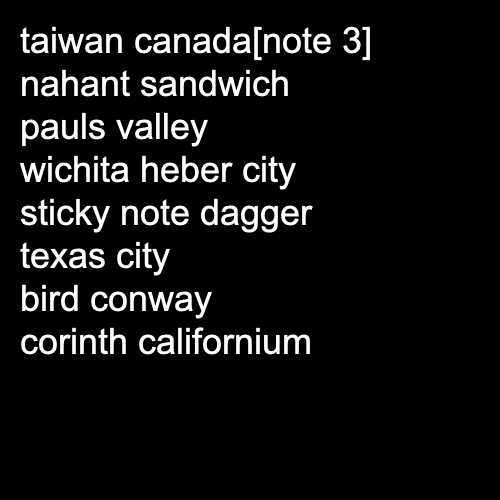 taiwan canada[note 3]
nahant sandwich
pauls valley
wichita heber city
sticky note dagger
texas city
bird conway
corinth californium